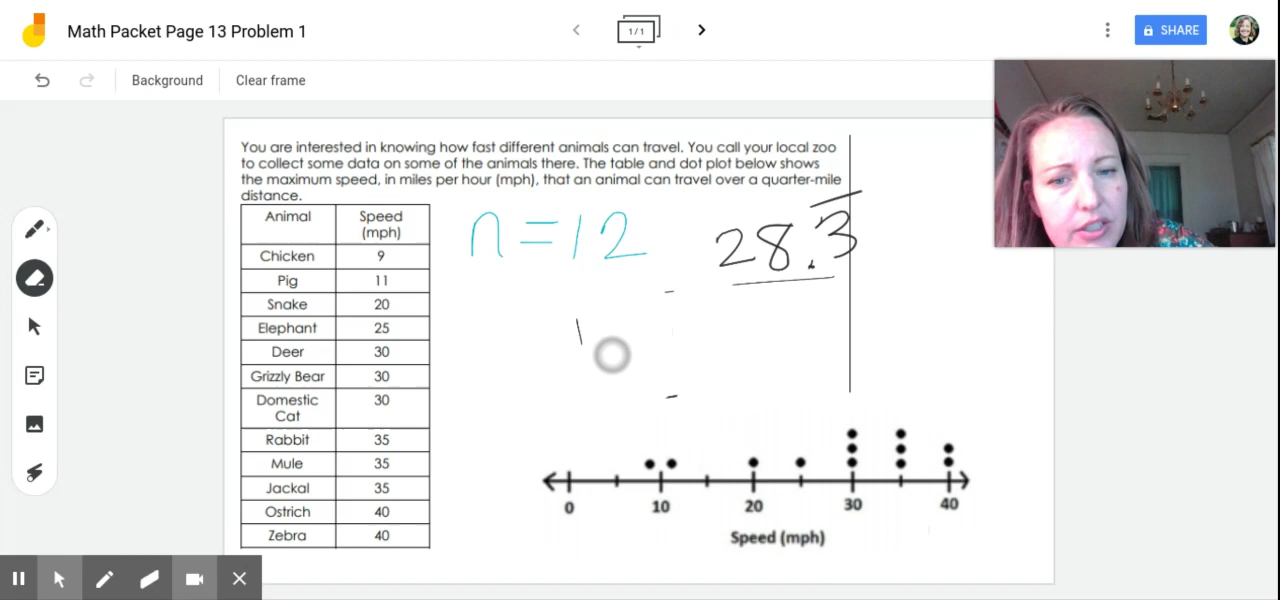 Math Packet Page 13 Problem 1
1/1
SHARE
Background
Clear frame
You are interested in knowing how fast different animals can travel. You call your local zoo
to collect some data on some of the animals there. The table and dot plot below shows
the maximum speed, in miles per hour (mph), that an animal can travel over a quarter-mile
distance.
Animal Speed
(mph)
Chicken 9
Pig 11
Snake 20
Elephant 25
Deer 30
Grizzly Bear 30
Domestic 30
Cat
Rabbit 35
Mule 35
Jackal 35
Ostrich 40
Zebra 40
n = 12
28.3̅
0 10 20 30 40
Speed (mph)